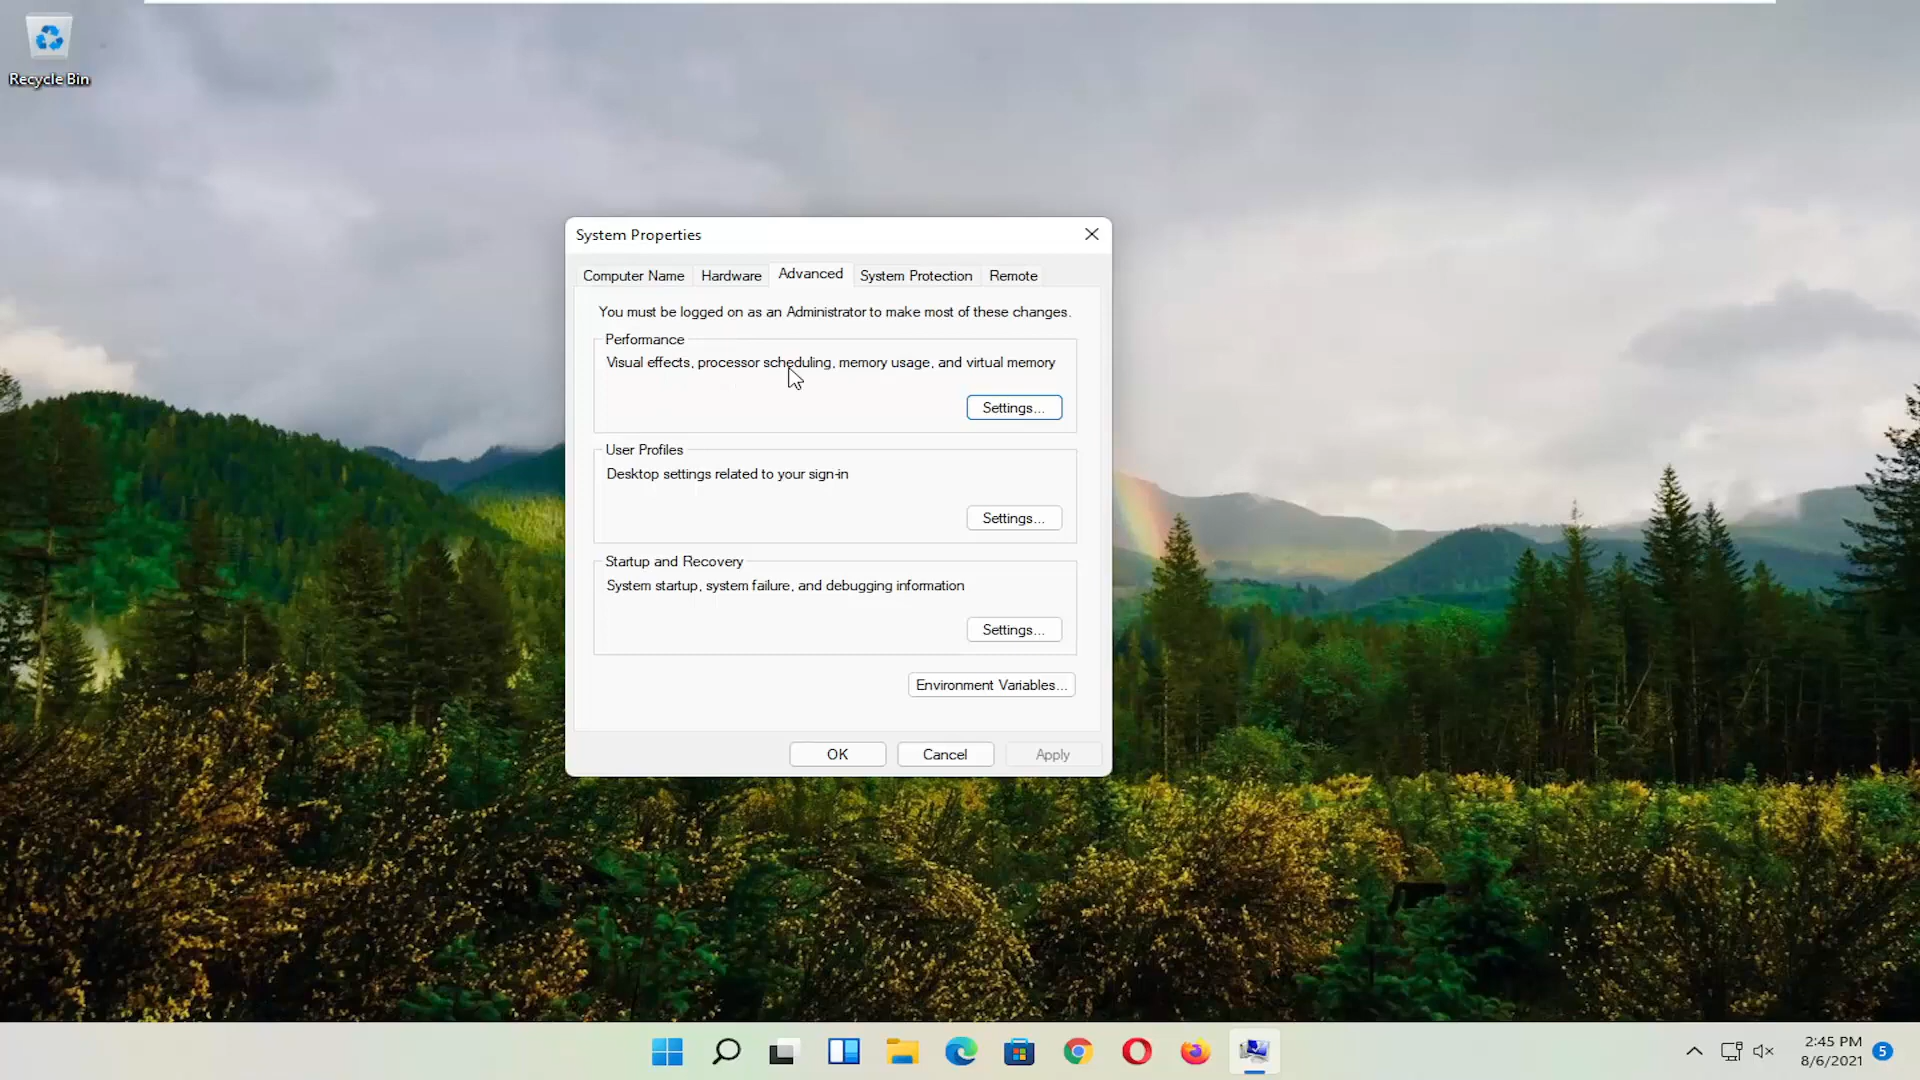 Recycle Bin
System Properties
Computer Name Hardware Advanced System Protection Remote
You must be logged on as an Administrator to make most of these changes.
Performance
Visual effects, processor scheduling, memory usage, and virtual memory
Settings...
User Profiles
Desktop settings related to your sign-in
Settings...
Startup and Recovery
System startup, system failure, and debugging information
Settings...
Environment Variables...
OK Cancel Apply
2:45 PM
8/6/2021
5